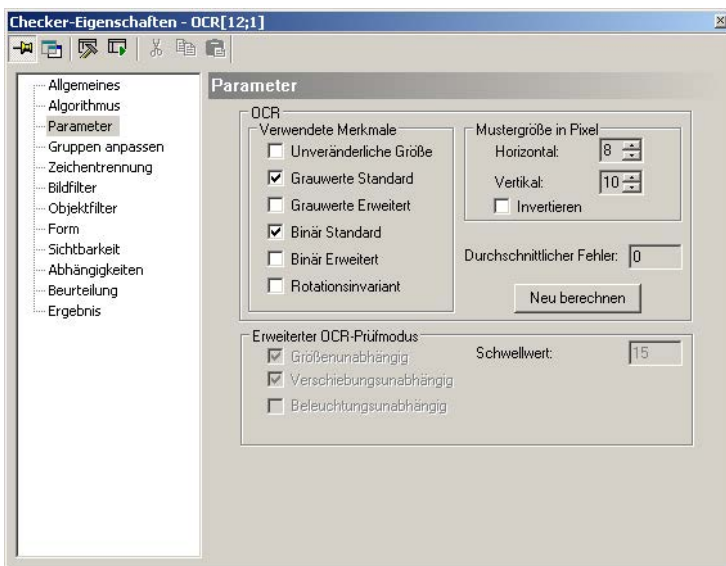 Checker-Eigenschaften - OCR[12;1]
Allgemeines
Algorithmus
Parameter
Gruppen anpassen
Zeichentrennung
Bildfilter
Objektfilter
Form
Sichtbarkeit
Abhängigkeiten
Beurteilung
Ergebnis
Parameter
OCR
Verwendete Merkmale
Unveränderliche Größe
Grauwerte Standard
Grauwerte Erweitert
Binär Standard
Binär Erweitert
Rotationsinvariant
Mustergröße in Pixel
Horizontal: 8
Vertikal: 10
Invertieren
Durchschnittlicher Fehler: 0
Neu berechnen
Erweiterter OCR-Prüfmodus
Größenunabhängig
Verschiebungsunabhängig
Beleuchtungsunabhängig
Schwellwert: 15